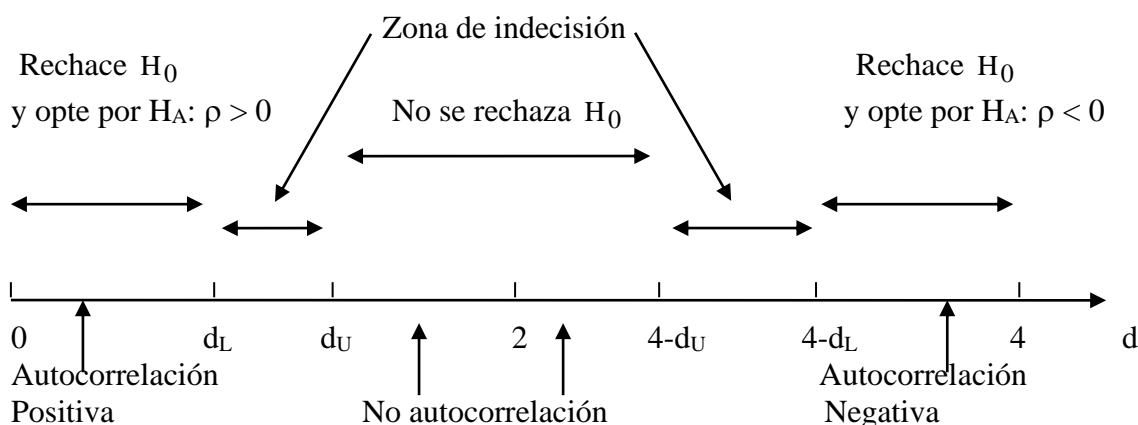 Zona de indecisión
Rechace H0
y opte por HA: ρ > 0
No se rechaza H0
Rechace H0
y opte por HA: ρ < 0
0 dL dU 2 4-dU 4-dL 4 d
Autocorrelación
Positiva
No autocorrelación
Autocorrelación
Negativa